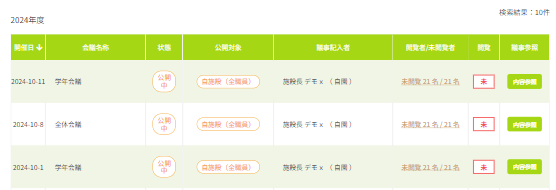 検索結果：10件
2024年度
開催日 会議名称 状態 公開対象 議事記入者 閲覧者/未閲覧者 閲覧 議事参照
2024-10-11 学年会議 公開中 自施設（全職員） 施設長 デモｘ （自園） 未閲覧 21 名 / 21 名 未 内容参照
2024-10-8 全体会議 公開中 自施設（全職員） 施設長 デモｘ （自園） 未閲覧 21 名 / 21 名 未 内容参照
2024-10-1 学年会議 公開中 自施設（全職員） 施設長 デモｘ （自園） 未閲覧 21 名 / 21 名 未 内容参照